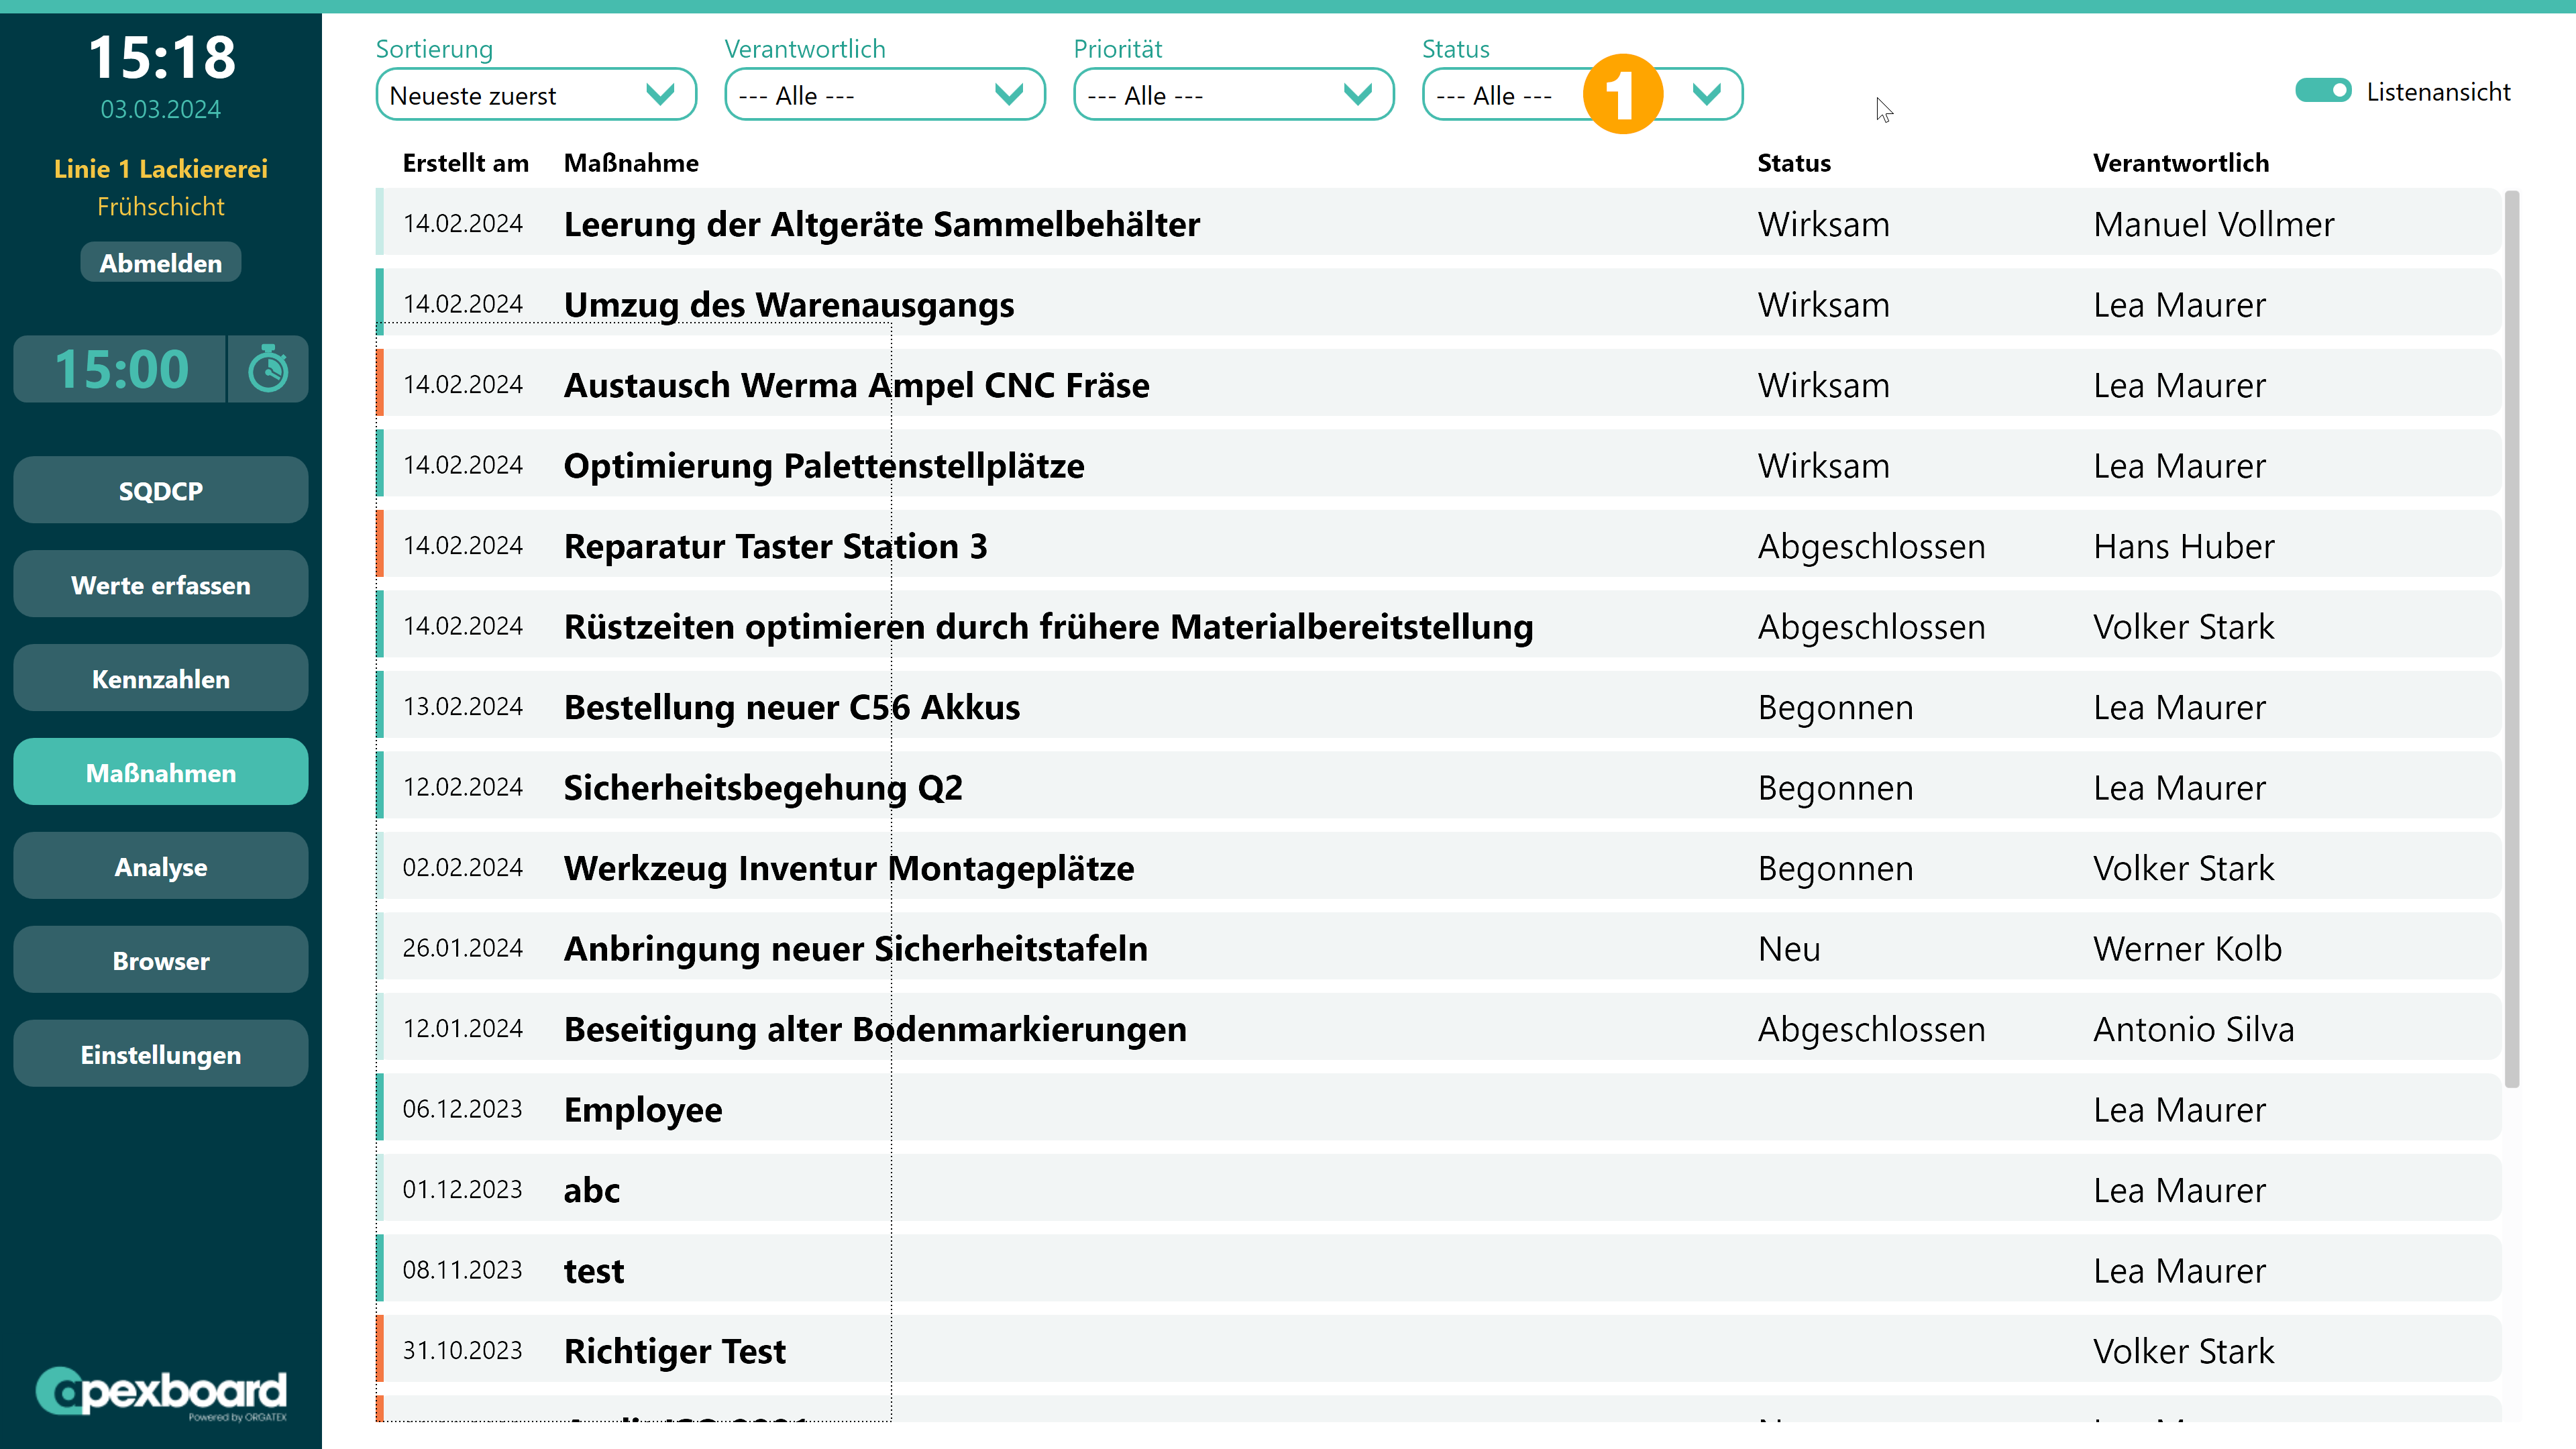 15:18
03.03.2024
Linie 1 Lackiererei
Frühschicht
Abmelden
15:00
SQDCP
Werte erfassen
Kennzahlen
Maßnahmen
Analyse
Browser
Einstellungen
apexboard
Powered by ORGATEX
Sortierung Verantwortlich Priorität Status
Neueste zuerst --- Alle --- --- Alle --- --- Alle --- 1 Listenansicht
Erstellt am Maßnahme Status Verantwortlich
14.02.2024 Leerung der Altgeräte Sammelbehälter Wirksam Manuel Vollmer
14.02.2024 Umzug des Warenausgangs Wirksam Lea Maurer
14.02.2024 Austausch Werma Ampel CNC Fräse Wirksam Lea Maurer
14.02.2024 Optimierung Palettenstellplätze Wirksam Lea Maurer
14.02.2024 Reparatur Taster Station 3 Abgeschlossen Hans Huber
14.02.2024 Rüstzeiten optimieren durch frühere Materialbereitstellung Abgeschlossen Volker Stark
13.02.2024 Bestellung neuer C56 Akkus Begonnen Lea Maurer
12.02.2024 Sicherheitsbegehung Q2 Begonnen Lea Maurer
02.02.2024 Werkzeug Inventur Montageplätze Begonnen Volker Stark
26.01.2024 Anbringung neuer Sicherheitstafeln Neu Werner Kolb
12.01.2024 Beseitigung alter Bodenmarkierungen Abgeschlossen Antonio Silva
06.12.2023 Employee Lea Maurer
01.12.2023 abc Lea Maurer
08.11.2023 test Lea Maurer
31.10.2023 Richtiger Test Volker Stark